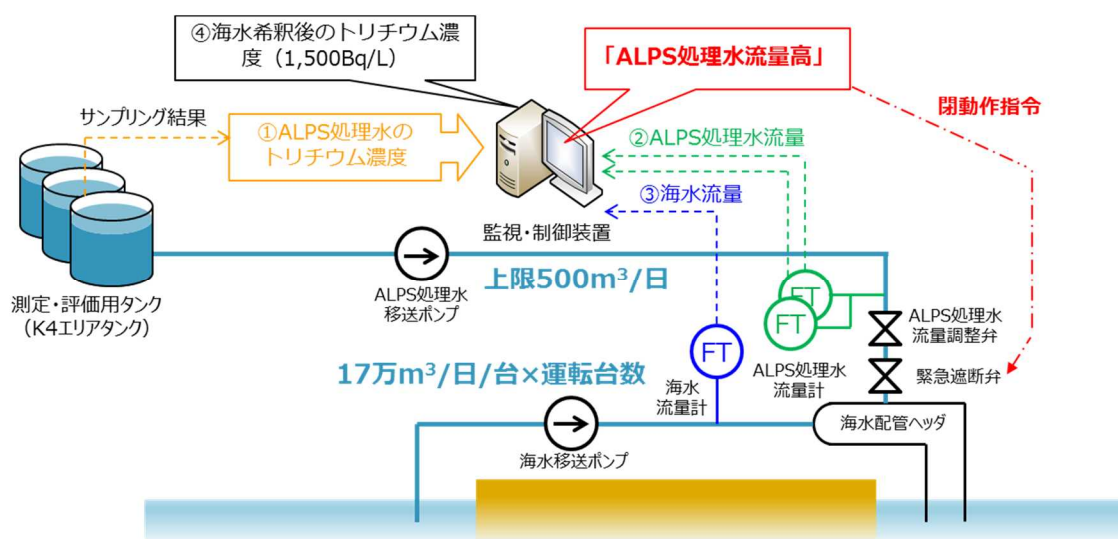 ④海水希釈後のトリチウム濃
度（1,500Bq/L）
「ALPS処理水流量高」
閉動作指令
サンプリング結果
①ALPS処理水の
トリチウム濃度
②ALPS処理水流量
③海水流量
監視・制御装置
上限500m³/日
ALPS処理水
移送ポンプ
測定・評価用タンク
（K4エリアタンク）
FT
FT
FT
ALPS処理水
流量調整弁
ALPS処理水
流量計
緊急遮断弁
17万m³/日/台×運転台数
海水
流量計
海水配管ヘッダ
海水移送ポンプ